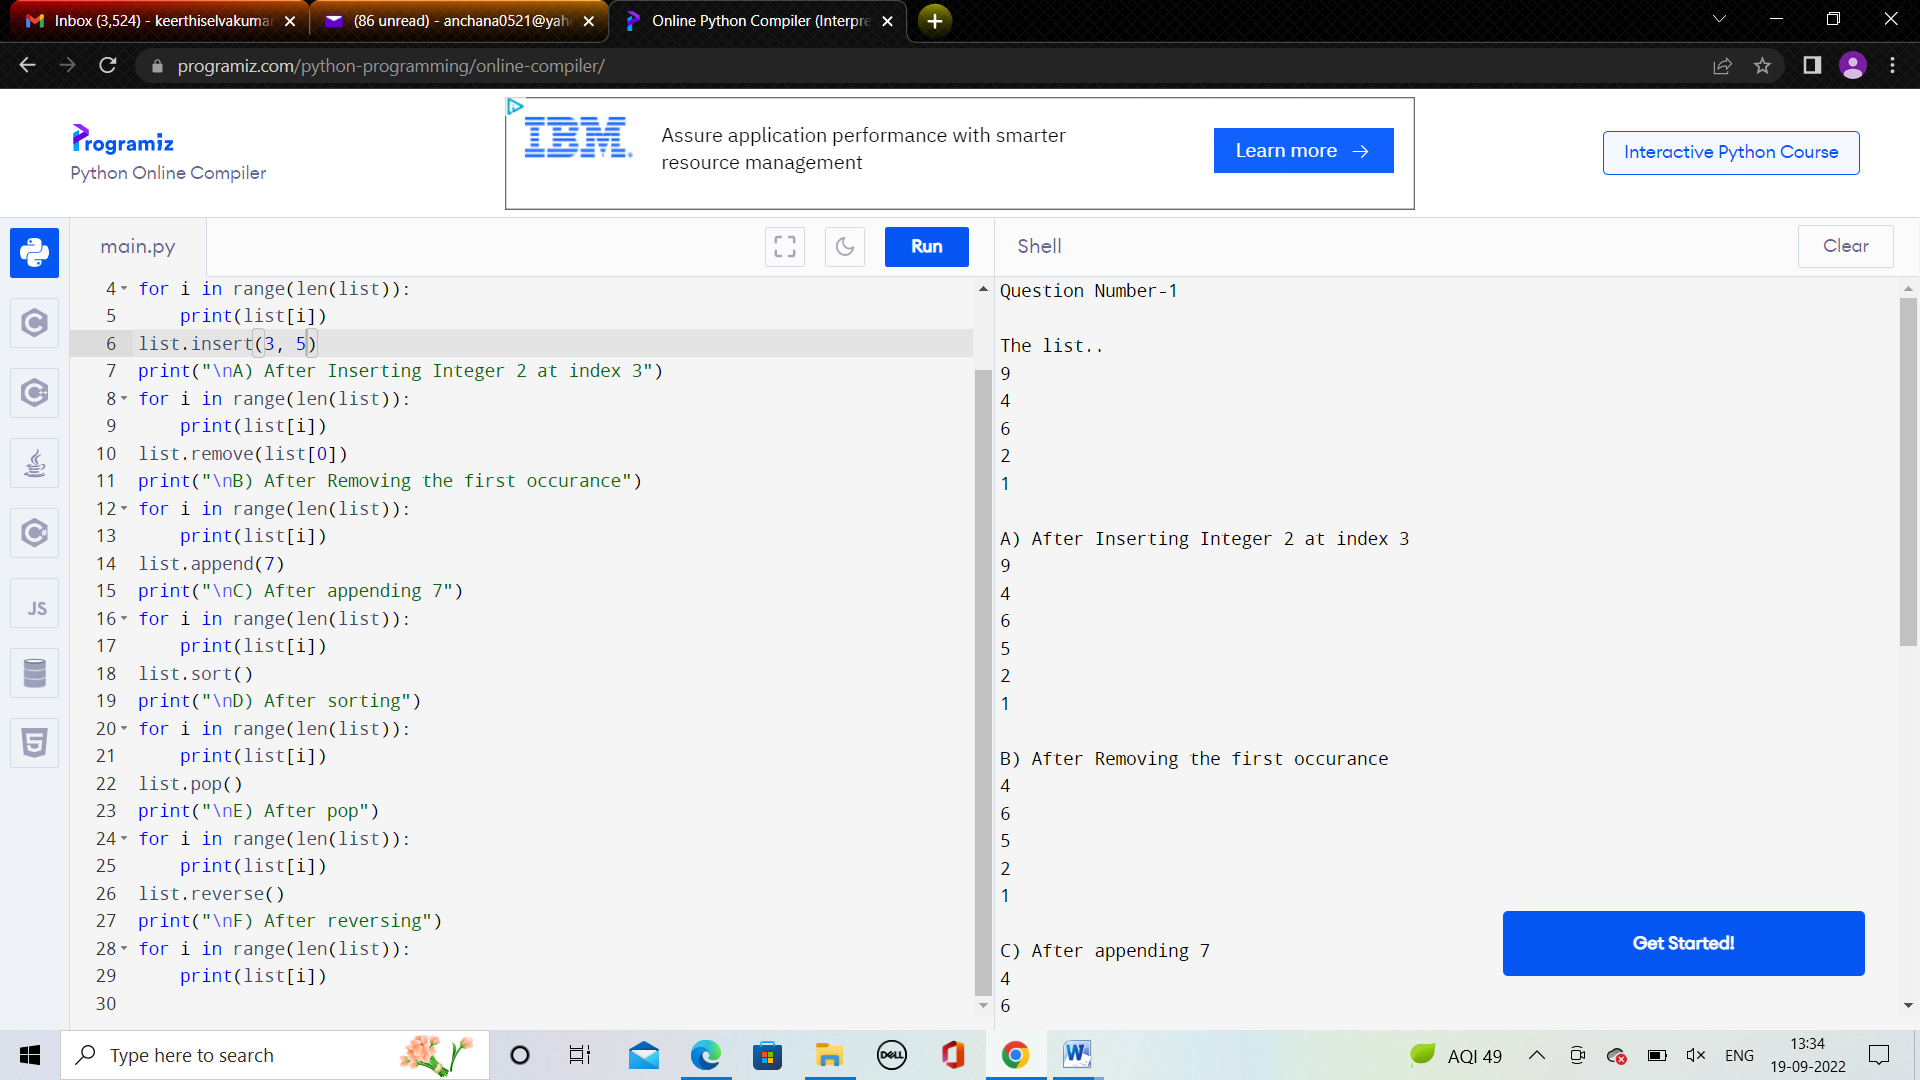 Inbox (3,524) - keerthiselvakuma
(86 unread) - anchana0521@yah
Online Python Compiler (Interpre
programiz.com/python-programming/online-compiler/
Programiz
Python Online Compiler
IBM.
Assure application performance with smarter
resource management
Learn more →
Interactive Python Course
main.py
Run
Shell
Clear
4 for i in range(len(list)):
5 print(list[i])
6 list.insert(3, 5)
7 print("\nA) After Inserting Integer 2 at index 3")
8 for i in range(len(list)):
9 print(list[i])
10 list.remove(list[0])
11 print("\nB) After Removing the first occurance")
12 for i in range(len(list)):
13 print(list[i])
14 list.append(7)
15 print("\nC) After appending 7")
16 for i in range(len(list)):
17 print(list[i])
18 list.sort()
19 print("\nD) After sorting")
20 for i in range(len(list)):
21 print(list[i])
22 list.pop()
23 print("\nE) After pop")
24 for i in range(len(list)):
25 print(list[i])
26 list.reverse()
27 print("\nF) After reversing")
28 for i in range(len(list)):
29 print(list[i])
30
JS
Question Number-1
The list..
9
4
6
2
1
A) After Inserting Integer 2 at index 3
9
4
6
5
2
1
B) After Removing the first occurance
4
6
5
2
1
C) After appending 7
4
6
Get Started!
Type here to search
DELL
AQI 49
ENG
13:34
19-09-2022